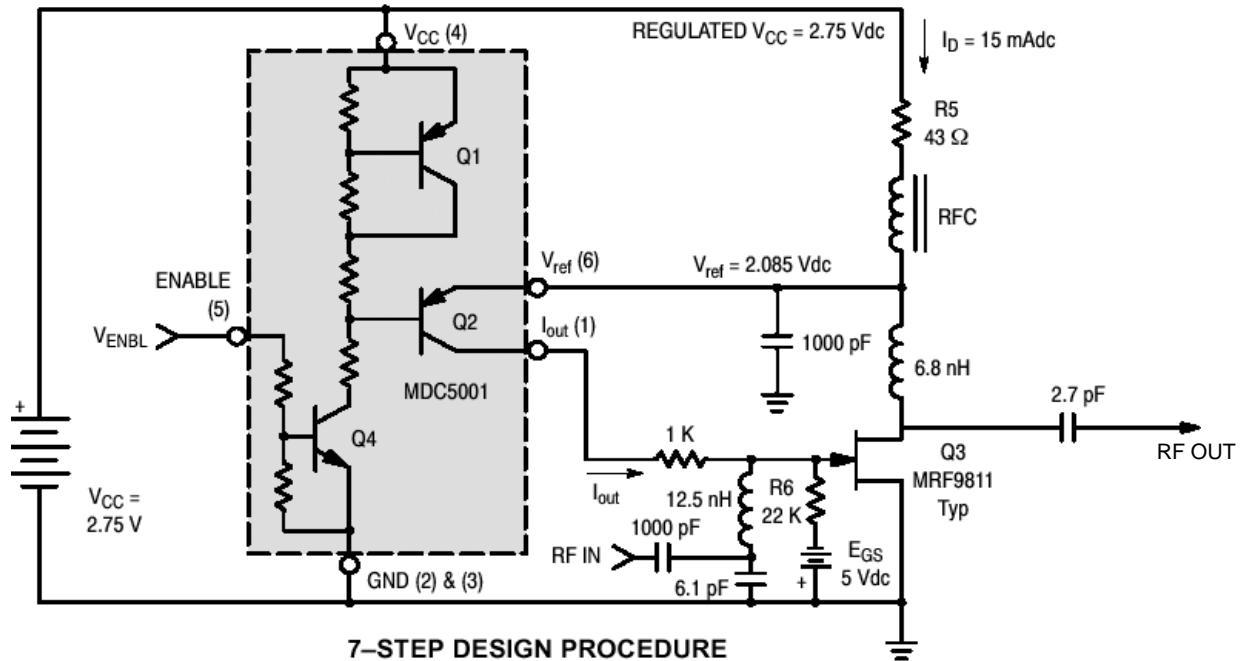 REGULATED VCC = 2.75 Vdc
ID = 15 mAdc
VCC (4)
R5
43 Ω
Q1
RFC
Vref (6)
Vref = 2.085 Vdc
ENABLE
(5)
VENBL
Q2
Iout (1)
1000 pF
6.8 nH
MDC5001
2.7 pF
+
Q4
1 K
Q3
MRF9811
Typ
RF OUT
Iout
12.5 nH
R6
22 K
VCC =
2.75 V
1000 pF
RF IN
EGS
5 Vdc
+
6.1 pF
GND (2) & (3)
7–STEP DESIGN PROCEDURE